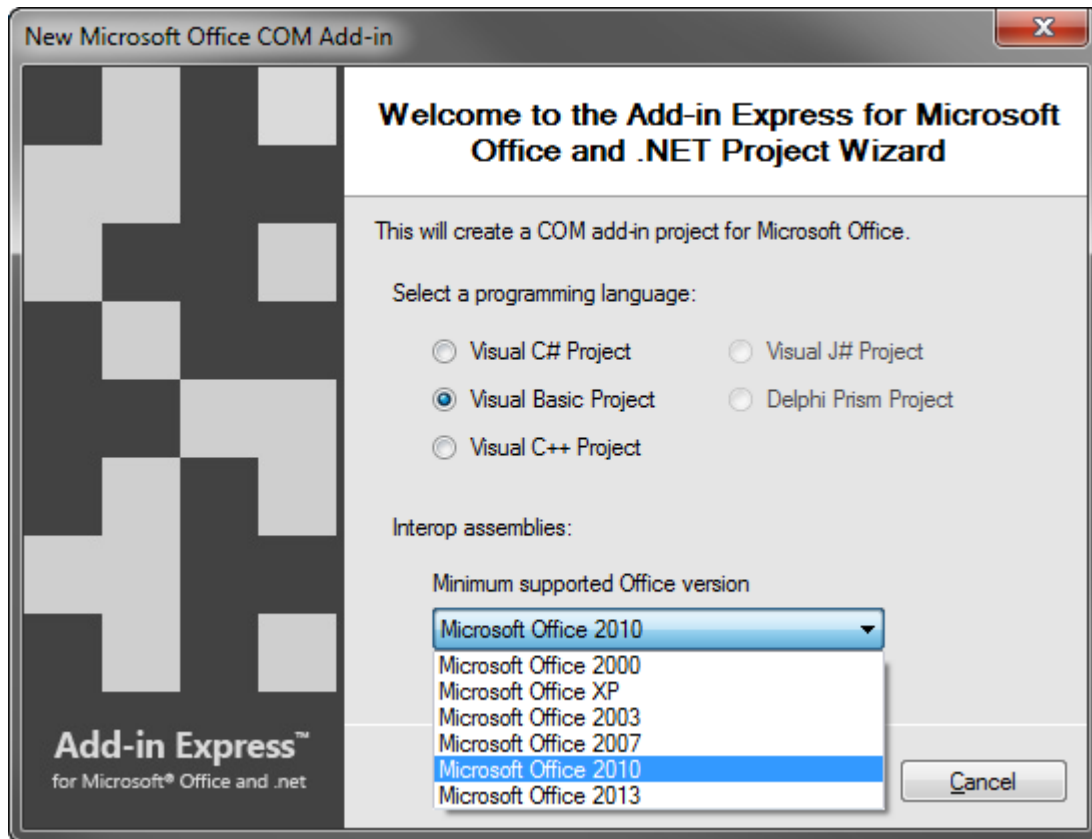 New Microsoft Office COM Add-in
Welcome to the Add-in Express for Microsoft
Office and .NET Project Wizard
This will create a COM add-in project for Microsoft Office.
Select a programming language:
Visual C# Project
Visual J# Project
Visual Basic Project
Delphi Prism Project
Visual C++ Project
Interop assemblies:
Minimum supported Office version
Microsoft Office 2010
Microsoft Office 2000
Microsoft Office XP
Microsoft Office 2003
Microsoft Office 2007
Microsoft Office 2010
Microsoft Office 2013
Add-in Express™
for Microsoft® Office and .net
Cancel